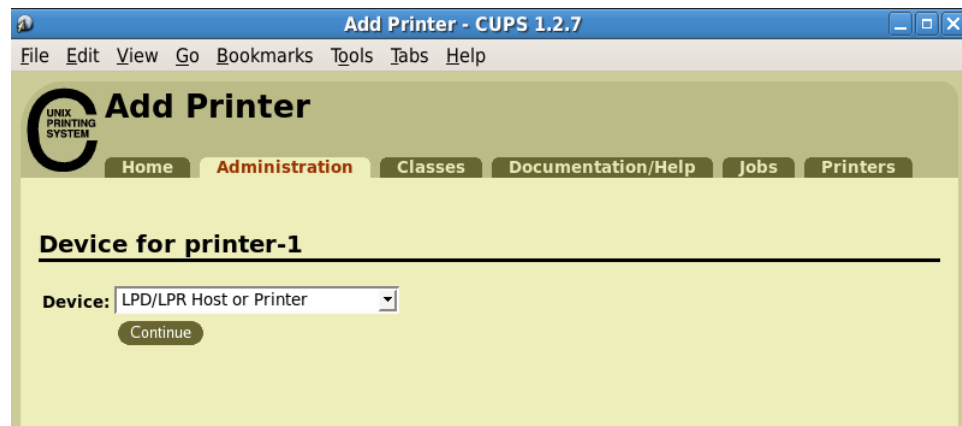 Add Printer - CUPS 1.2.7
File Edit View Go Bookmarks Tools Tabs Help
UNIX
PRINTING
SYSTEM
Add Printer
Home Administration Classes Documentation/Help Jobs Printers
Device for printer-1
Device: LPD/LPR Host or Printer
Continue